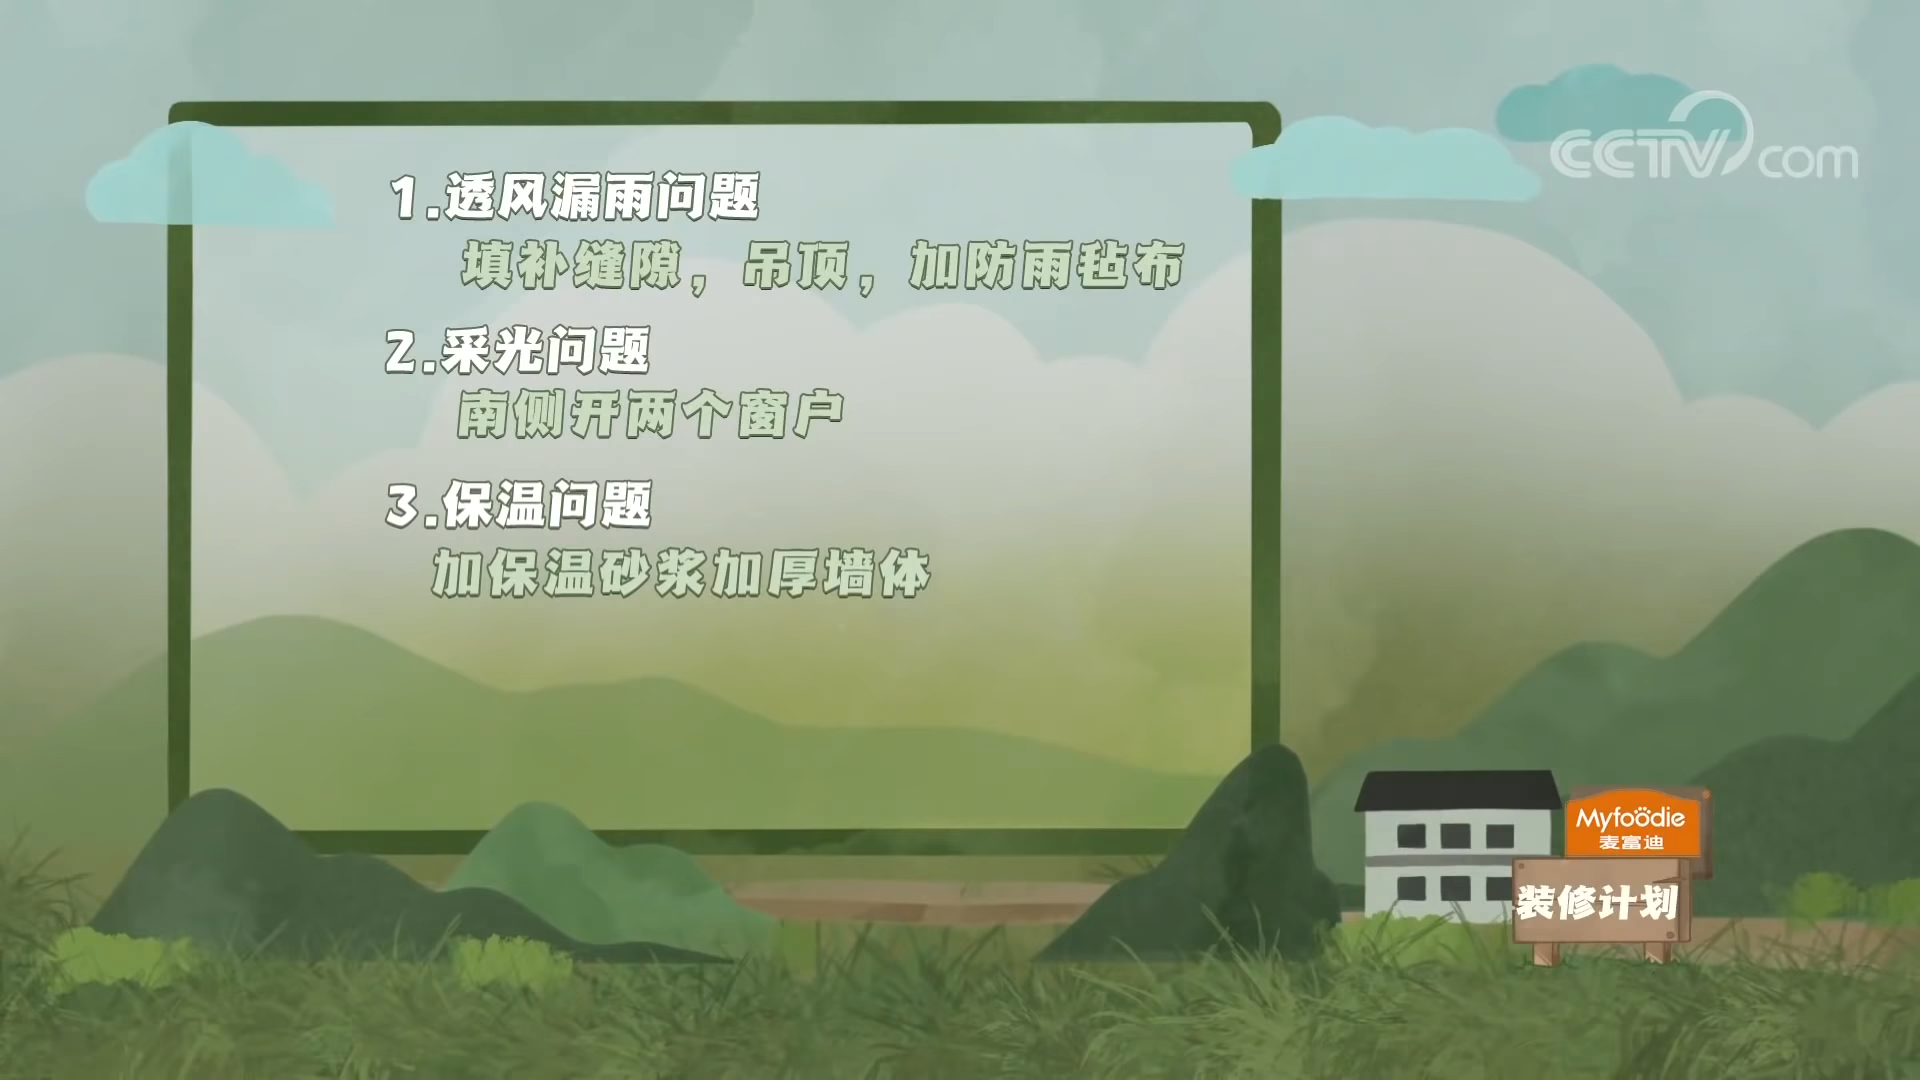 CCTV.com
1.透风漏雨问题
填补缝隙，吊顶，加防雨毡布
2.采光问题
南侧开两个窗户
3.保温问题
加保温砂浆加厚墙体
Myfoodie
麦富迪
装修计划